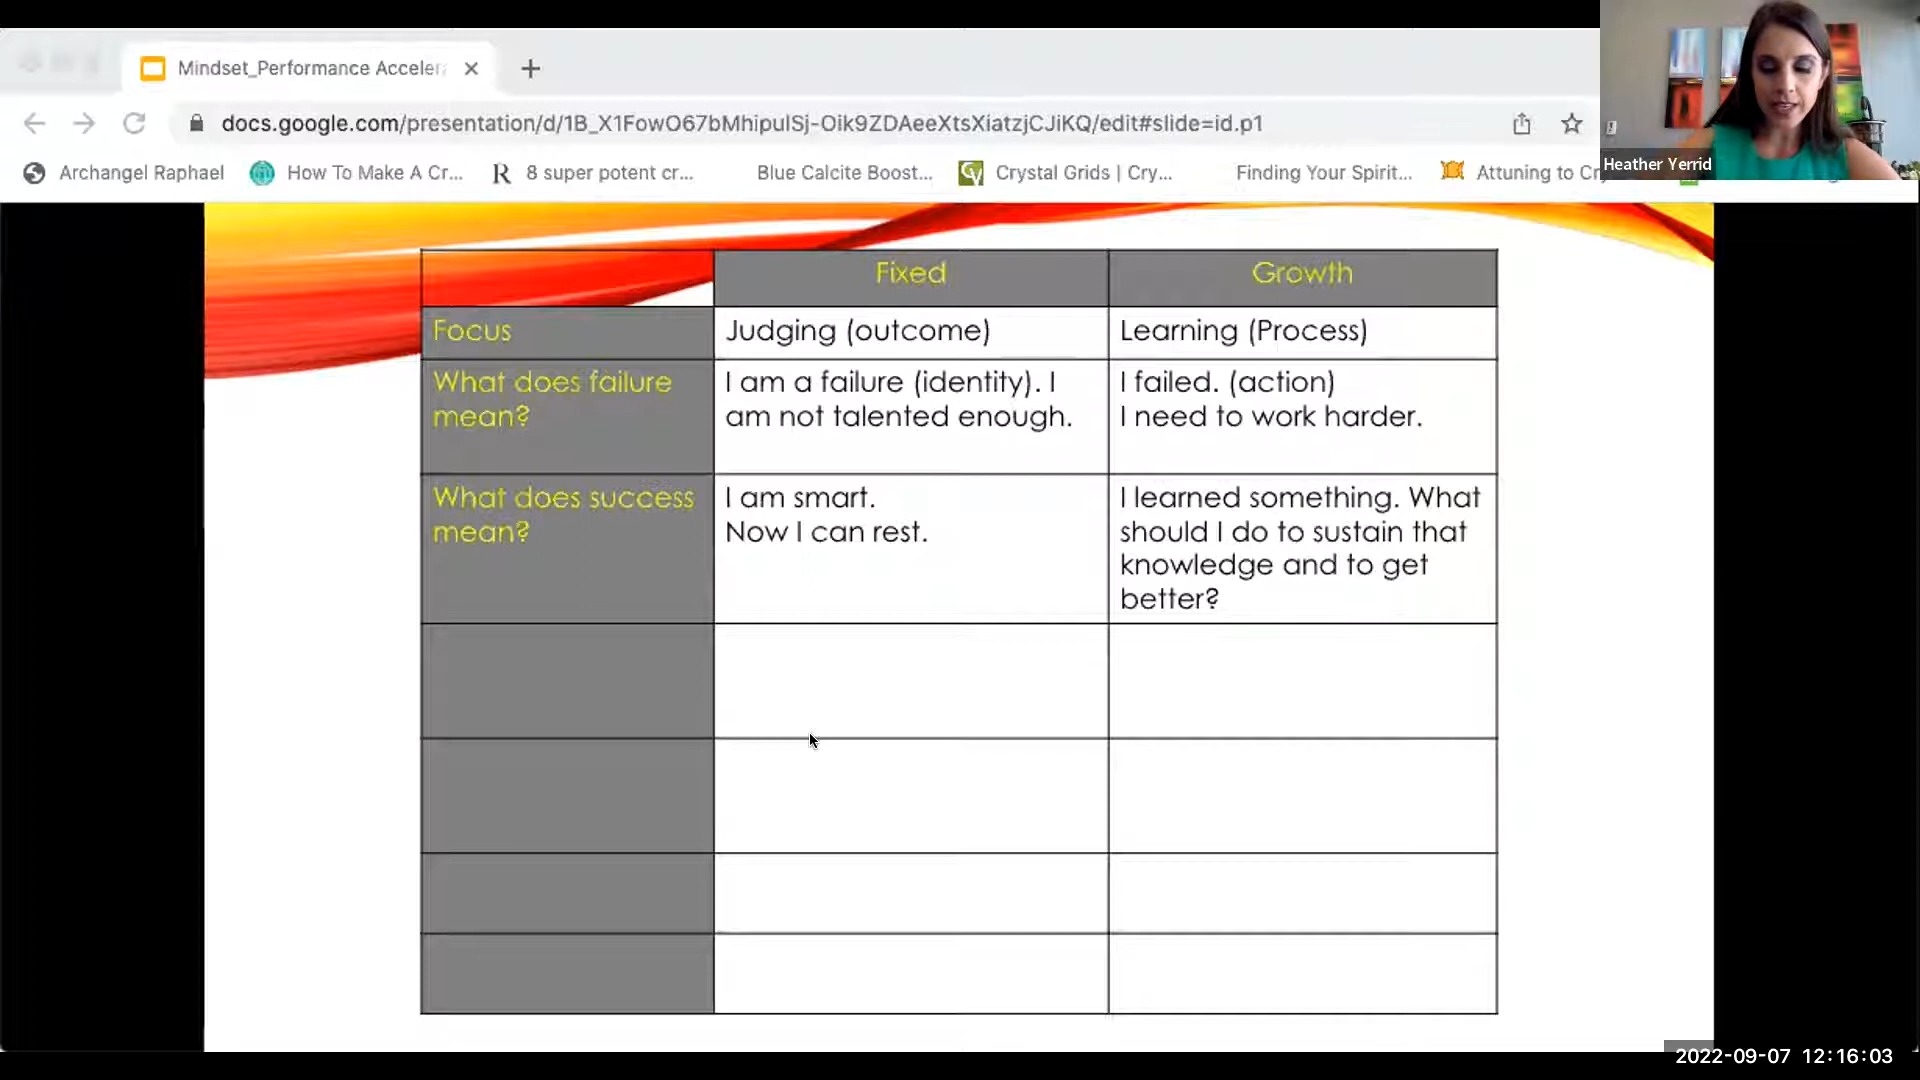 Mindset_Performance Acceler
docs.google.com/presentation/d/1B_X1FowO67bMhipulSj-Oik9ZDAeeXtsXiatzjCJiKQ/edit#slide=id.p1
Archangel Raphael
How To Make A Cr...
8 super potent cr...
Blue Calcite Boost...
Crystal Grids | Cry...
Finding Your Spirit...
Attuning to Cry
Heather Yerrid
Fixed
Growth
Focus
Judging (outcome)
Learning (Process)
What does failure
mean?
I am a failure (identity). I
am not talented enough.
I failed. (action)
I need to work harder.
What does success
mean?
I am smart.
Now I can rest.
I learned something. What
should I do to sustain that
knowledge and to get
better?
2022-09-07 12:16:03